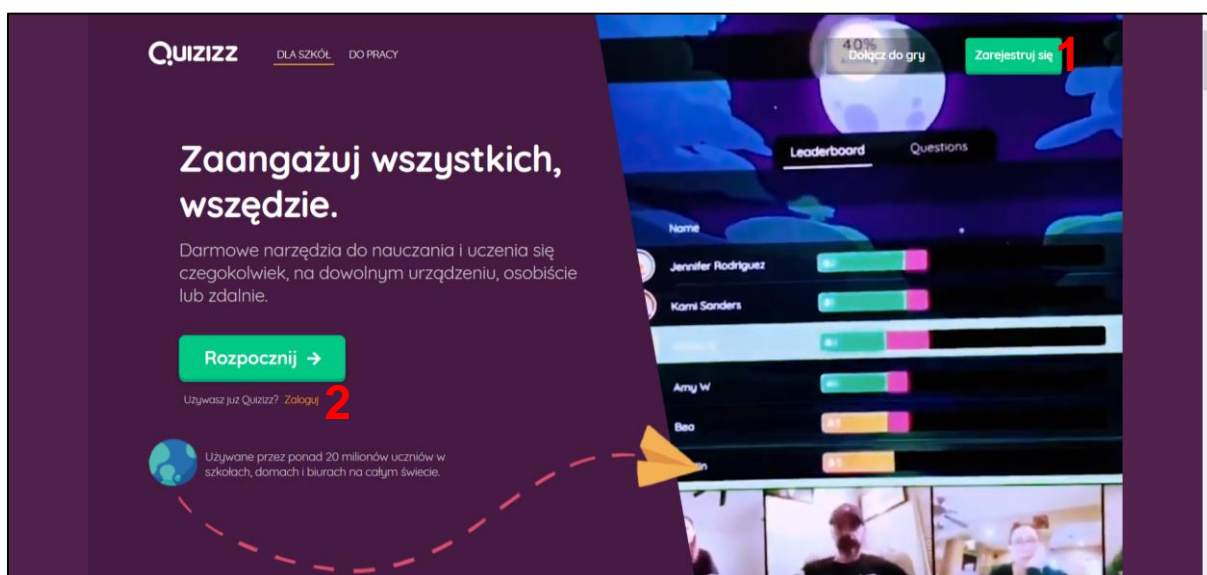 QUIZIZZ DLA SZKÓŁ DO PRACY
40%
Dołącz do gry Zarejestruj się 1
Leaderboard Questions
Zaangażuj wszystkich,
wszędzie.
Darmowe narzędzia do nauczania i uczenia się
czegokolwiek, na dowolnym urządzeniu, osobiście
lub zdalnie.
Rozpocznij →
Używasz już Quizizz? Zaloguj 2
Używane przez ponad 20 milionów uczniów w
szkołach, domach i biurach na całym świecie.
Name
Jennifer Rodriguez
Kami Sanders
Amy W
Bea